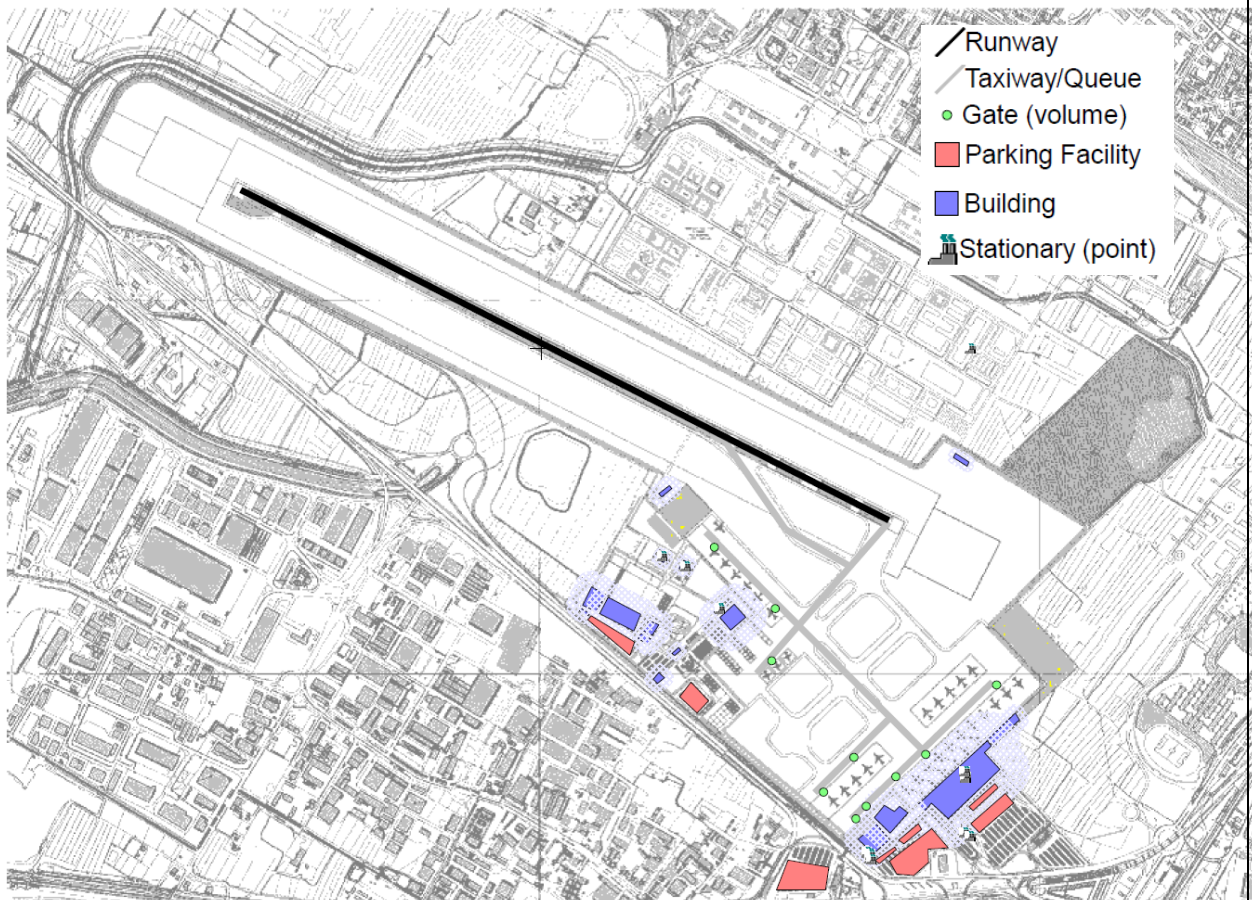 Runway
Taxiway/Queue
Gate (volume)
Parking Facility
Building
Stationary (point)